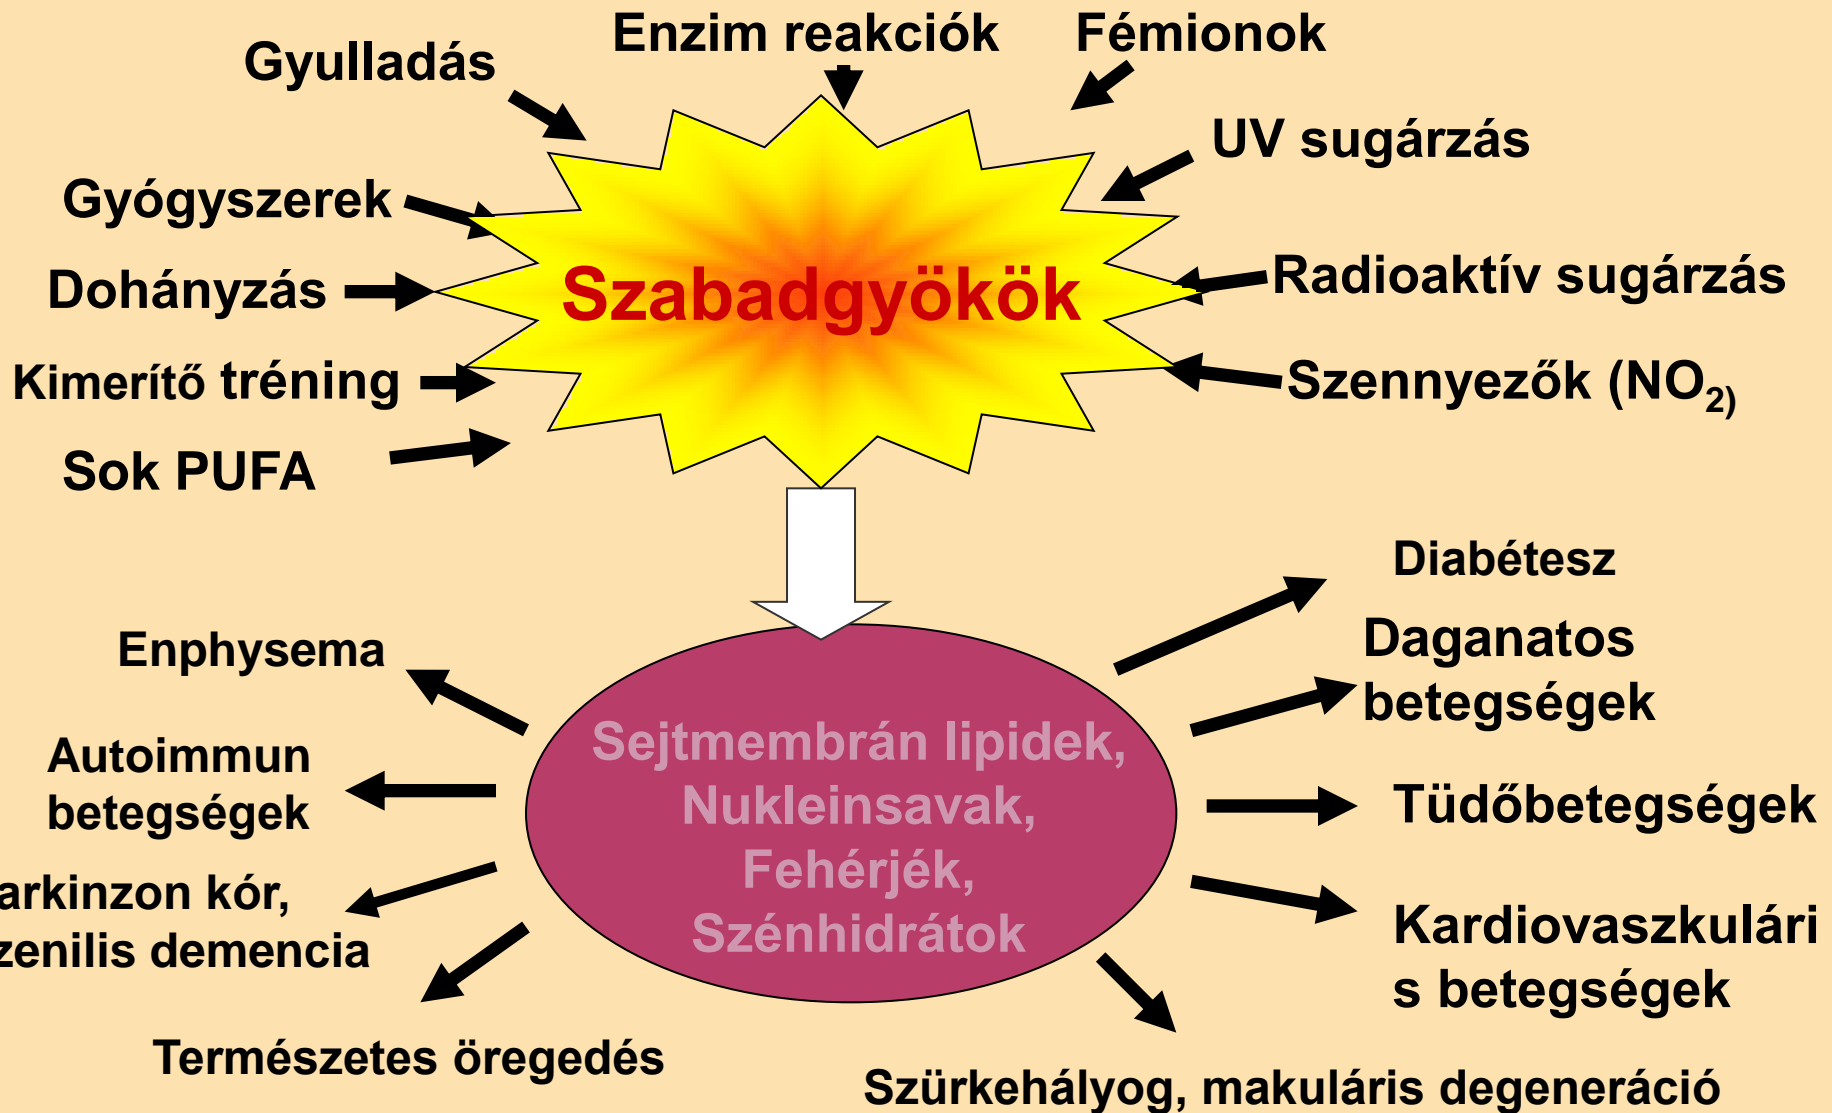 Enzim reakciók
Fémionok
Gyulladás
UV sugárzás
Gyógyszerek
Radioaktív sugárzás
Szabadgyökök
Dohányzás
Kimerítő tréning
Szennyezők (NO2)
Sok PUFA
Diabétesz
Enphysema
Daganatos
betegségek
Sejtmembrán lipidek,
Nukleinsavak,
Fehérjék,
Szénhidrátok
Autoimmun
betegségek
Tüdőbetegségek
arkinzon kór,
zenilis demencia
Kardiovaszkulári
s betegségek
Természetes öregedés
Szürkehályog, makuláris degeneráció